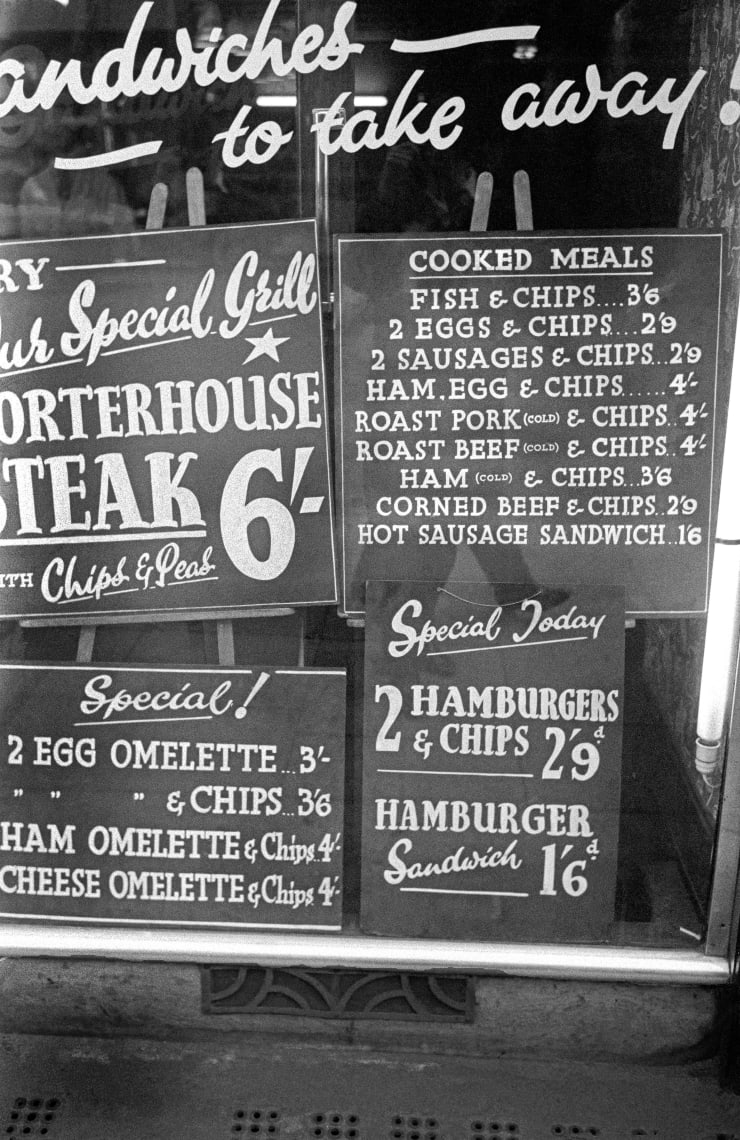 andwiches
to take away!
RY
ur Special Grill
ORTERHOUSE
TEAK 6/-
ITH Chips & Peas
COOKED MEALS
FISH & CHIPS....3/6
2 EGGS & CHIPS....2/9
2 SAUSAGES & CHIPS..2/9
HAM, EGG & CHIPS......4/-
ROAST PORK (COLD) & CHIPS..4/-
ROAST BEEF (COLD) & CHIPS..4/-
HAM (COLD) & CHIPS...3/6
CORNED BEEF & CHIPS..2/9
HOT SAUSAGE SANDWICH..1/6
Special!
2 EGG OMELETTE...3/-
" " " & CHIPS...3/6
HAM OMELETTE & Chips..4/-
CHEESE OMELETTE & Chips 4/-
Special Today
2 HAMBURGERS
& CHIPS 2/9d
HAMBURGER
Sandwich 1/6d